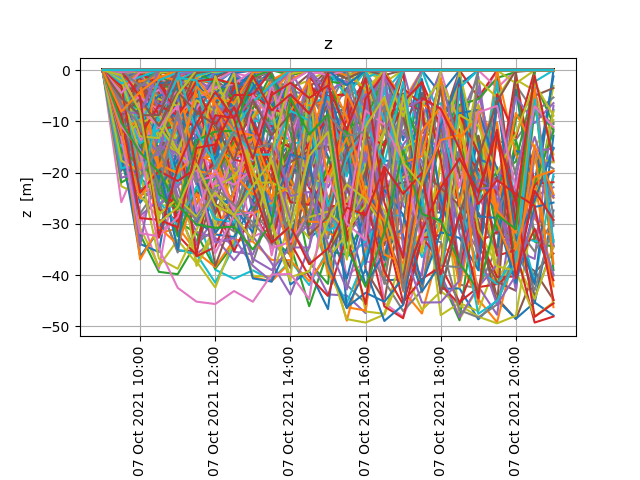 z
0
−10
−20
−30
−40
−50
z [m]
07 Oct 2021 10:00
07 Oct 2021 12:00
07 Oct 2021 14:00
07 Oct 2021 16:00
07 Oct 2021 18:00
07 Oct 2021 20:00